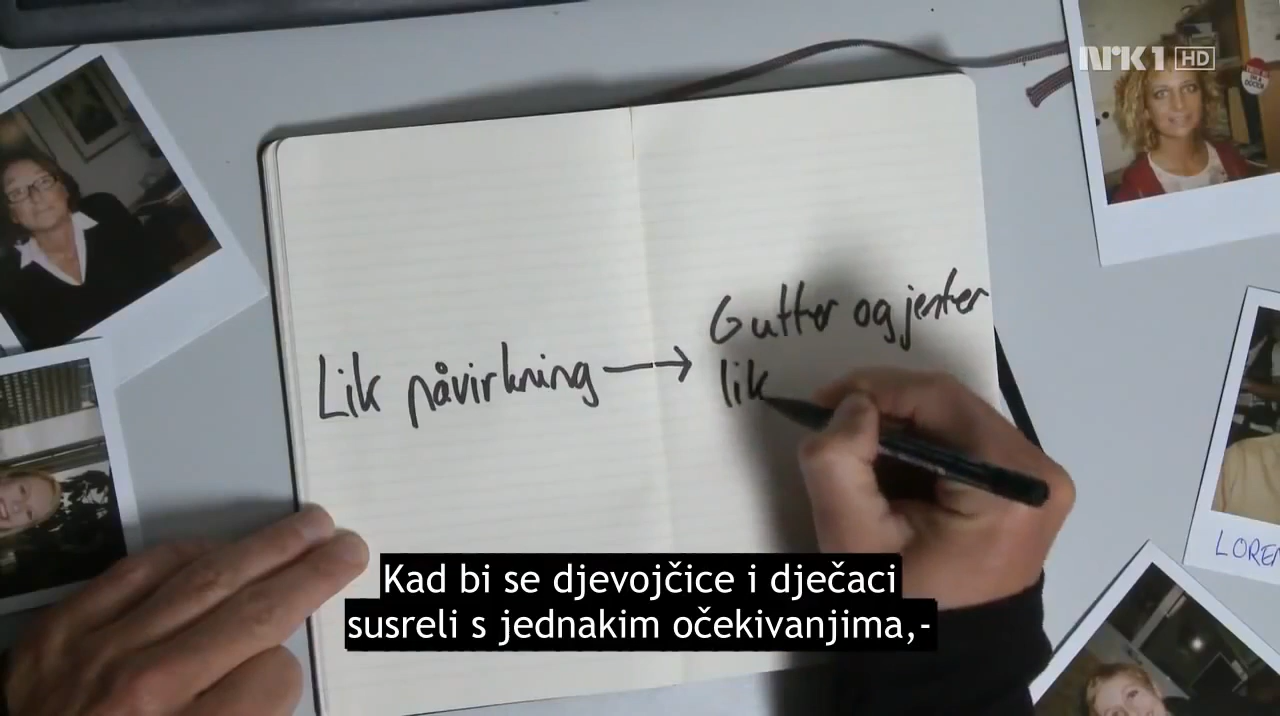 nrk1 HD
Lik påvirkning →
Gutter og jenter
lik
LOREN
Kad bi se djevojčice i dječaci
susreli s jednakim očekivanjima,-